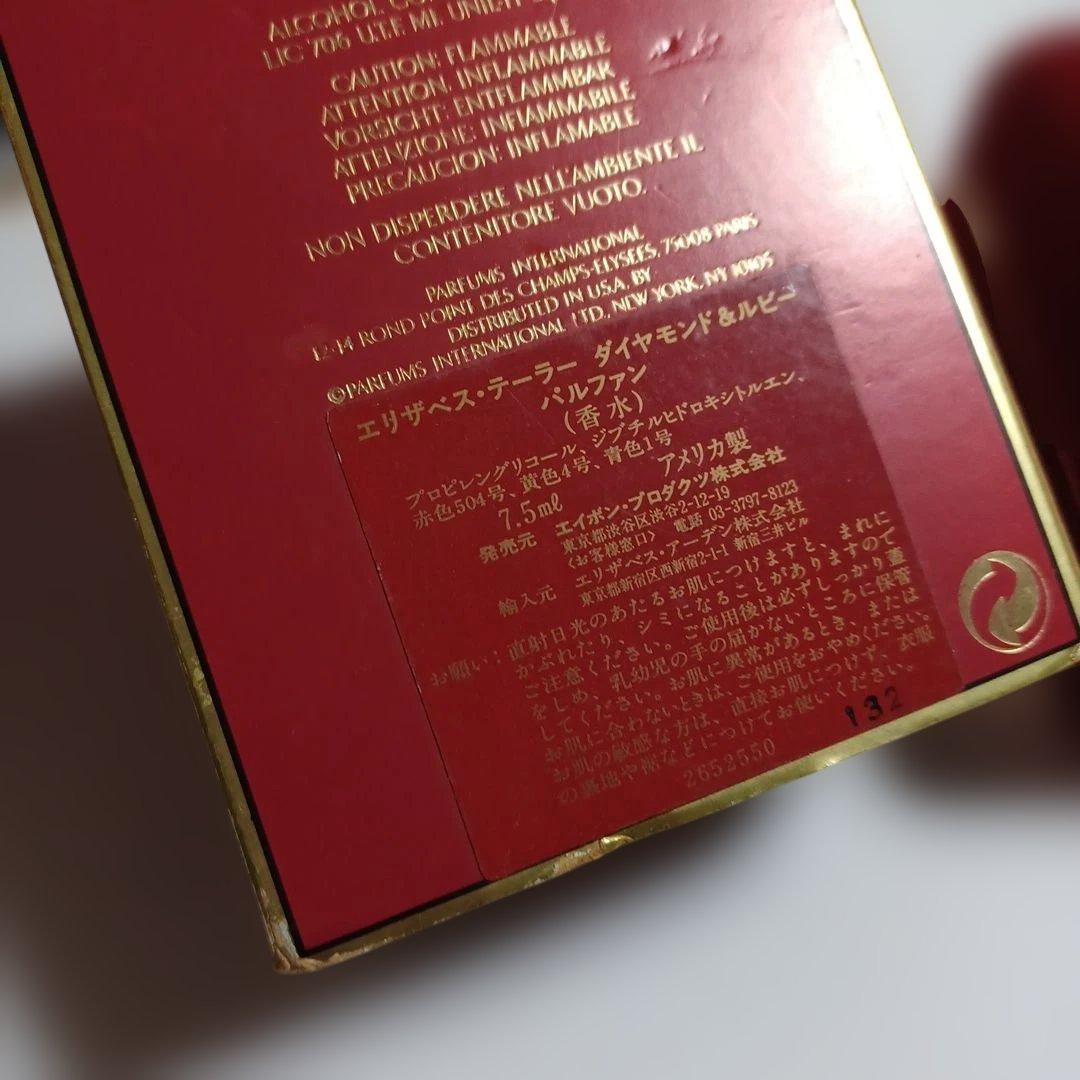 ALCOHOL
LIC 706 U.T.F. MI.
CAUTION: FLAMMABLE
ATTENTION, INFLAMMABLE
VORSICHT: ENTFLAMMBAR
ATTENZIONE: INFIAMMABILE
PRECAUCION: INFLAMABLE
NON DISPERDERE NELL'AMBIENTE IL
CONTENITORE VUOTO.
PARFUMS INTERNATIONAL
12-14 ROND POINT DES CHAMPS-ELYSÉES, 75008 PARIS
DISTRIBUTED IN U.S.A. BY
©PARFUMS INTERNATIONAL LTD., NEW YORK, NY 10105
エリザベス・テーラー ダイヤモンド&ルビー
パルファン
(香水)
プロピレングリコール、ジブチルヒドロキシトルエン、
赤色504号、黄色4号、青色1号
7.5ml アメリカ製
発売元 エイボン・プロダクツ株式会社
東京都渋谷区渋谷2-12-19
〈お客様窓口〉 電話 03-3797-8123
輸入元 エリザベス・アーデン株式会社
東京都新宿区西新宿2-1-1 新宿三井ビル
お願い:直射日光のあたるお肌につけますと、まれに
かぶれたり、シミになることがありますので
ご注意ください。ご使用後は必ずしっかり蓋
をしめ、乳幼児の手の届かないところに保管
してください。お肌に異常があるとき、または
お肌に合わないときは、ご使用をおやめください。
お肌の敏感な方は、直接お肌につけず、衣服
の裏地や裾などにつけてお使いください。
2652550
132